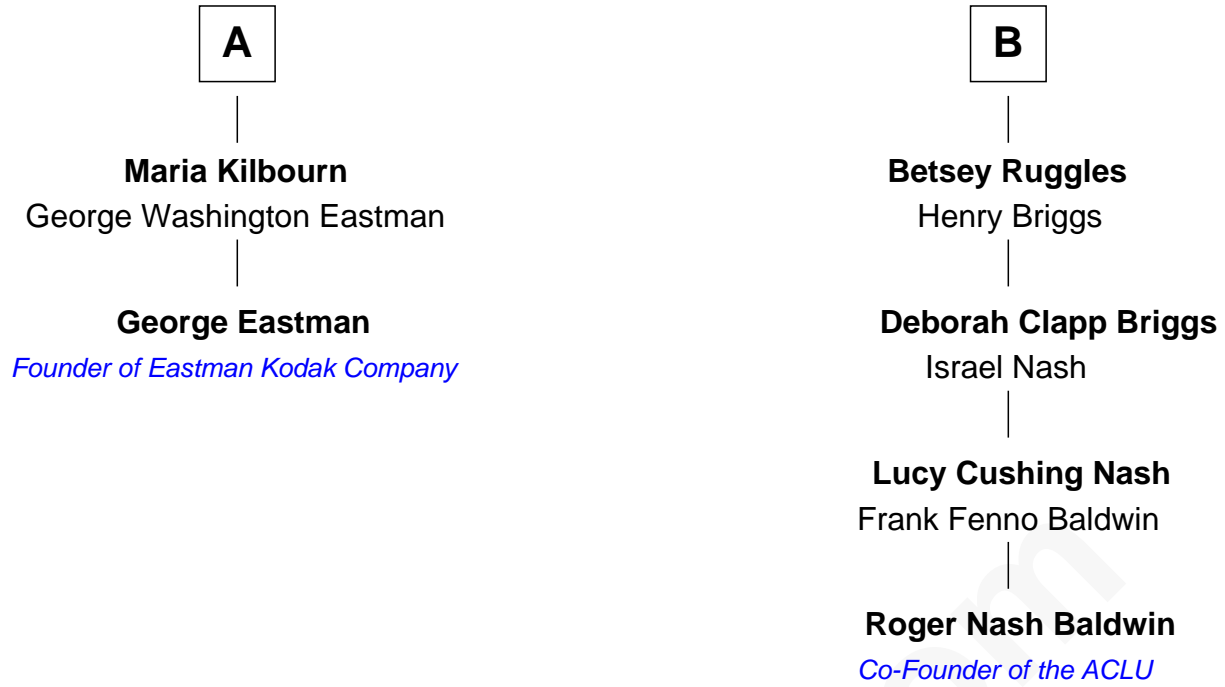 A
Maria Kilbourn
George Washington Eastman
George Eastman
Founder of Eastman Kodak Company
B
Betsey Ruggles
Henry Briggs
Deborah Clapp Briggs
Israel Nash
Lucy Cushing Nash
Frank Fenno Baldwin
Roger Nash Baldwin
Co-Founder of the ACLU